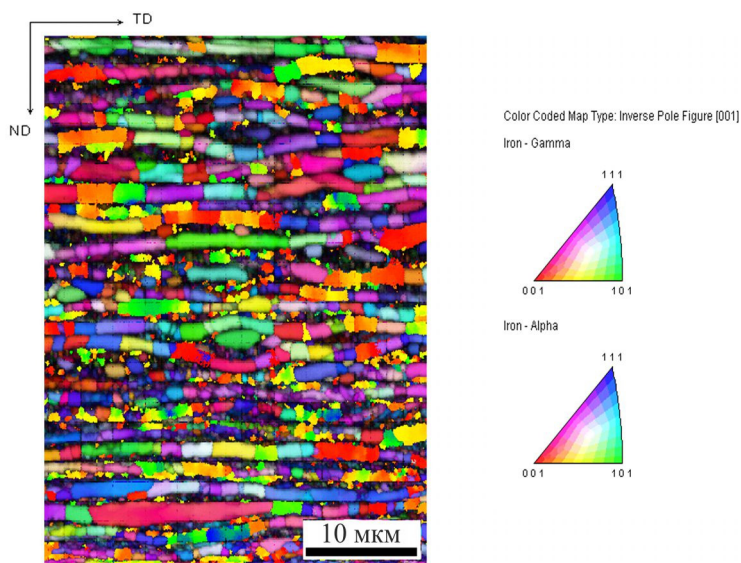 TD
ND
Color Coded Map Type: Inverse Pole Figure [001]
Iron - Gamma
1 1 1
0 0 1
1 0 1
Iron - Alpha
1 1 1
0 0 1
1 0 1
10 мкм